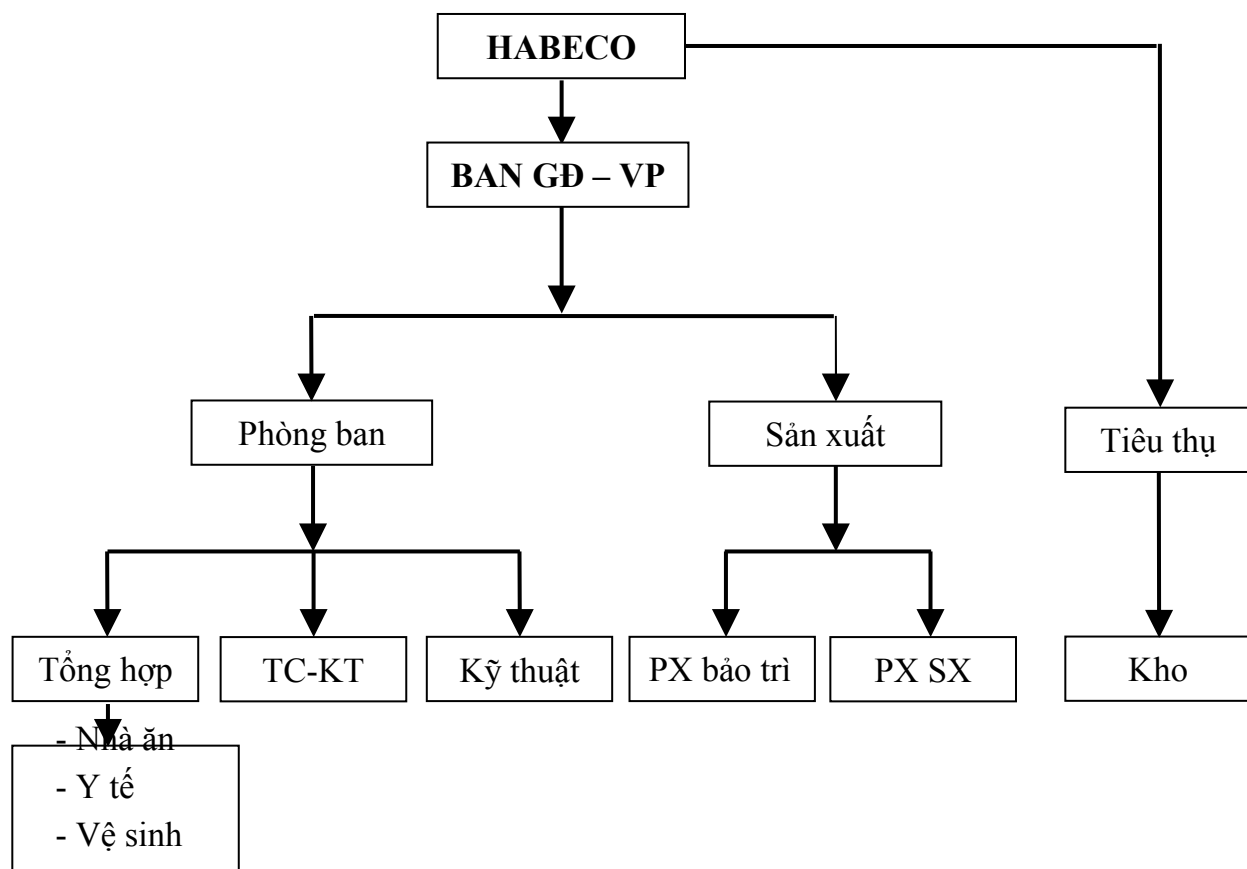 HABECO
BAN GĐ – VP
Phòng ban
Sản xuất
Tiêu thụ
Tổng hợp
TC-KT
Kỹ thuật
PX bảo trì
PX SX
Kho
- Nhà ăn
- Y tế
- Vệ sinh